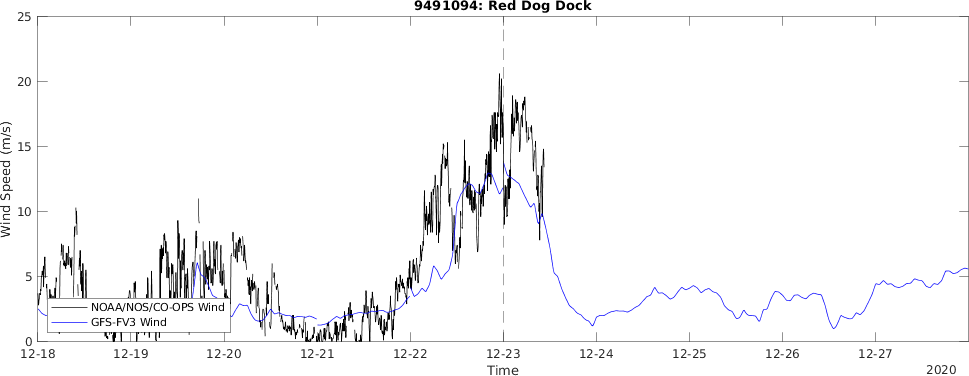 9491094: Red Dog Dock
25
20
15
10
5
0
Wind Speed (m/s)
NOAA/NOS/CO-OPS Wind
GFS-FV3 Wind
12-18 12-19 12-20 12-21 12-22 12-23 12-24 12-25 12-26 12-27
Time
2020